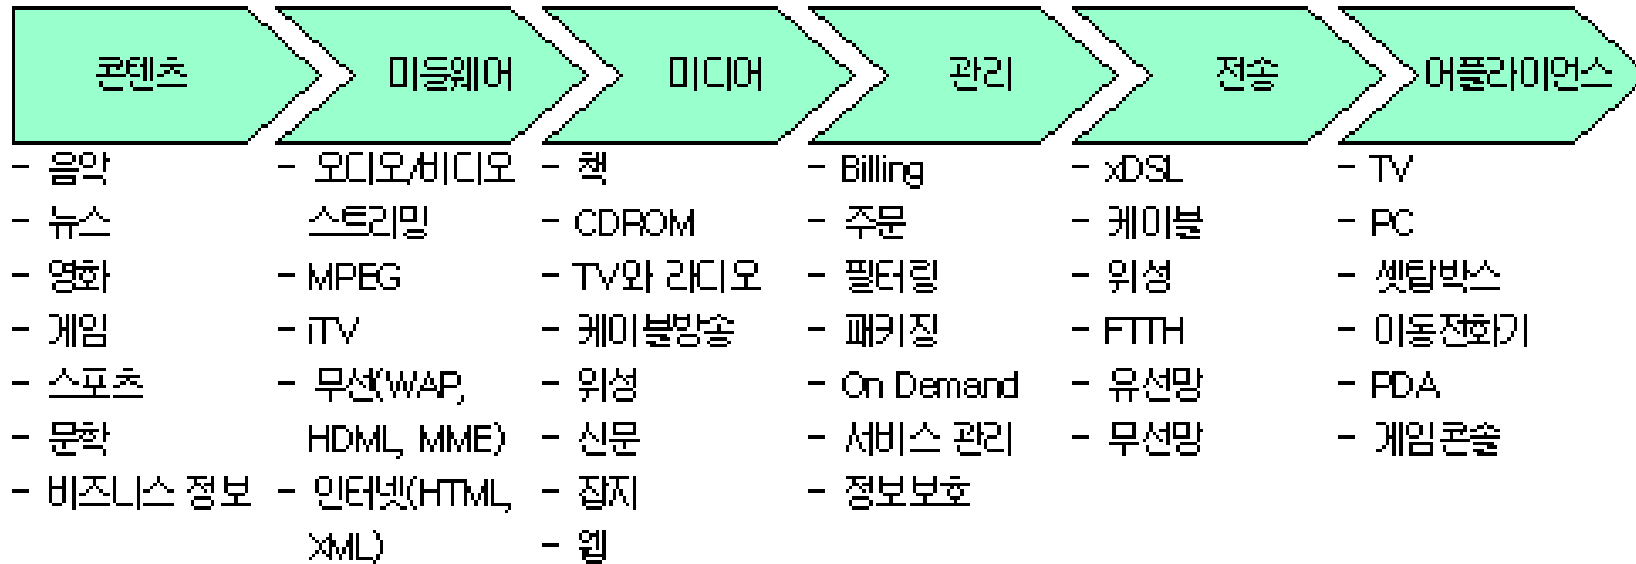 콘텐츠
미들웨어
미디어
관리
전송
어플라이언스
- 음악
- 뉴스
- 영화
- 게임
- 스포츠
- 문학
- 비즈니스 정보
- 오디오/비디오
스트리밍
- MPEG
- iTV
- 무선(WAP,
HDML, MME)
- 인터넷(HTML,
XML)
- 책
- CDROM
- TV와 라디오
- 케이블방송
- 위성
- 신문
- 잡지
- 웹
- Billing
- 주문
- 필터링
- 패키징
- On Demand
- 서비스 관리
- 정보보호
- xDSL
- 케이블
- 위성
- FTTH
- 유선망
- 무선망
- TV
- PC
- 셋탑박스
- 이동전화기
- PDA
- 게임콘솔